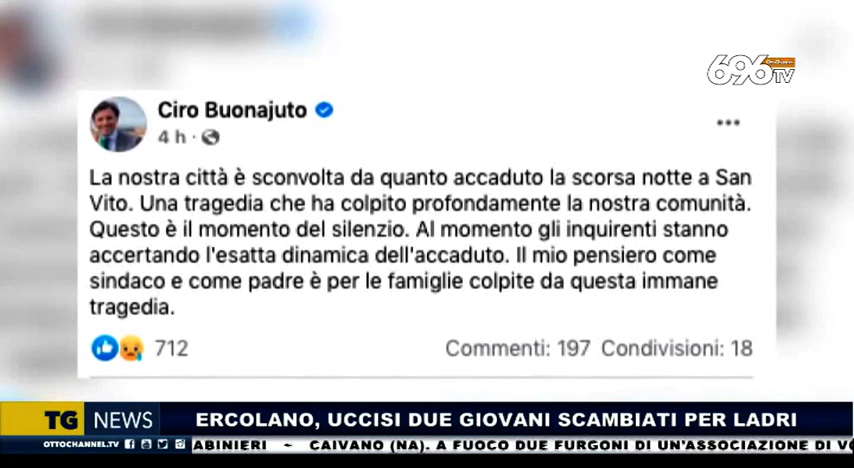 696 TV
Ciro Buonajuto
4 h
La nostra città è sconvolta da quanto accaduto la scorsa notte a San
Vito. Una tragedia che ha colpito profondamente la nostra comunità.
Questo è il momento del silenzio. Al momento gli inquirenti stanno
accertando l'esatta dinamica dell'accaduto. Il mio pensiero come
sindaco e come padre è per le famiglie colpite da questa immane
tragedia.
712 Commenti: 197 Condivisioni: 18
TG NEWS ERCOLANO, UCCISI DUE GIOVANI SCAMBIATI PER LADRI
OTTOCHANNEL.TV ABINIERI ~ CAIVANO (NA). A FUOCO DUE FURGONI DI UN'ASSOCIAZIONE DI VO